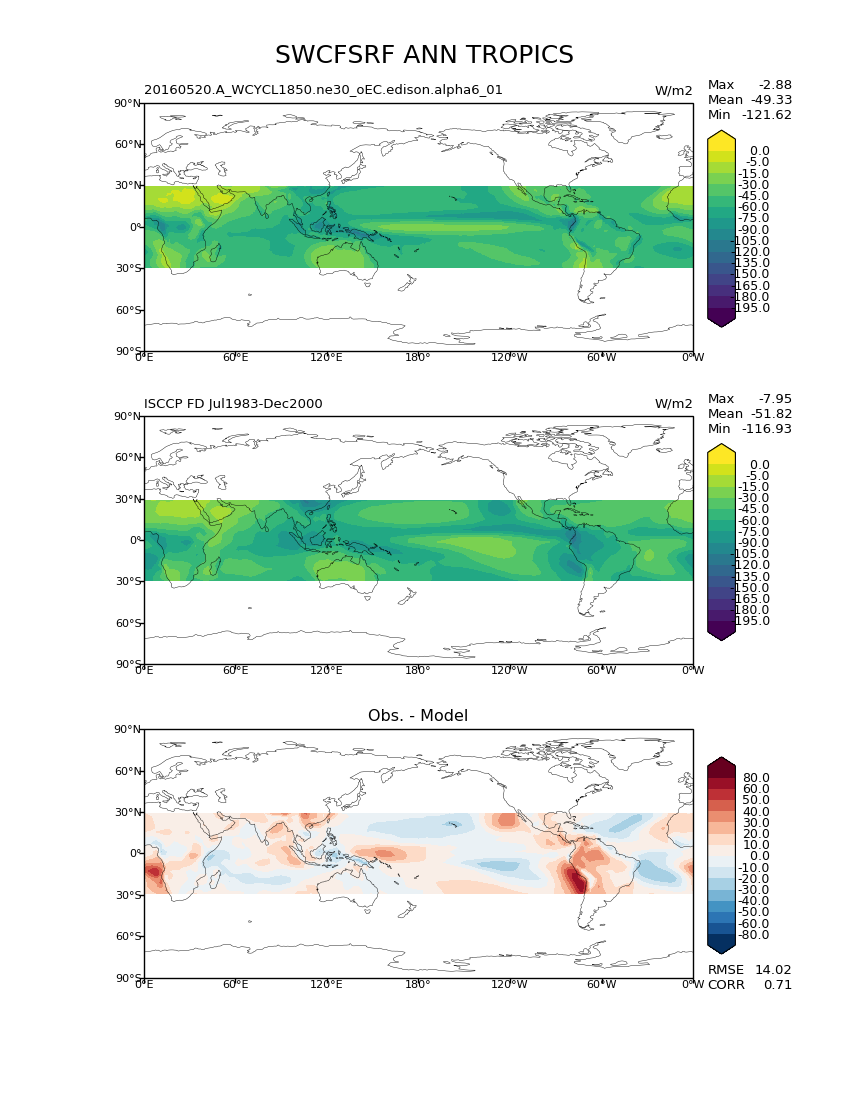 SWCFSRF ANN TROPICS
20160520.A_WCYCL1850.ne30_oEC.edison.alpha6_01
W/m2
Max -2.88
Mean -49.33
Min -121.62
90°N
60°N
30°N
0°
30°S
60°S
90°S
0°E 60°E 120°E 180° 120°W 60°W 0°W
0.0
-5.0
-15.0
-30.0
-45.0
-60.0
-75.0
-90.0
-105.0
-120.0
-135.0
-150.0
-165.0
-180.0
-195.0
ISCCP FD Jul1983-Dec2000
W/m2
Max -7.95
Mean -51.82
Min -116.93
90°N
60°N
30°N
0°
30°S
60°S
90°S
0°E 60°E 120°E 180° 120°W 60°W 0°W
0.0
-5.0
-15.0
-30.0
-45.0
-60.0
-75.0
-90.0
-105.0
-120.0
-135.0
-150.0
-165.0
-180.0
-195.0
Obs. - Model
90°N
60°N
30°N
0°
30°S
60°S
90°S
0°E 60°E 120°E 180° 120°W 60°W 0°W
80.0
60.0
50.0
40.0
30.0
20.0
10.0
0.0
-10.0
-20.0
-30.0
-40.0
-50.0
-60.0
-80.0
RMSE 14.02
CORR 0.71